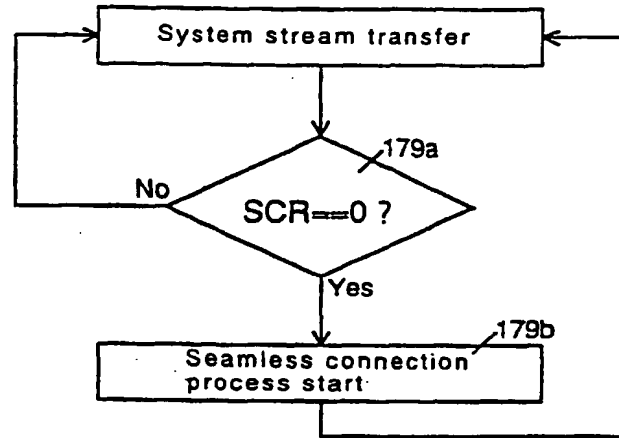 System stream transfer
179a
No
SCR==0 ?
Yes
179b
Seamless connection
process start